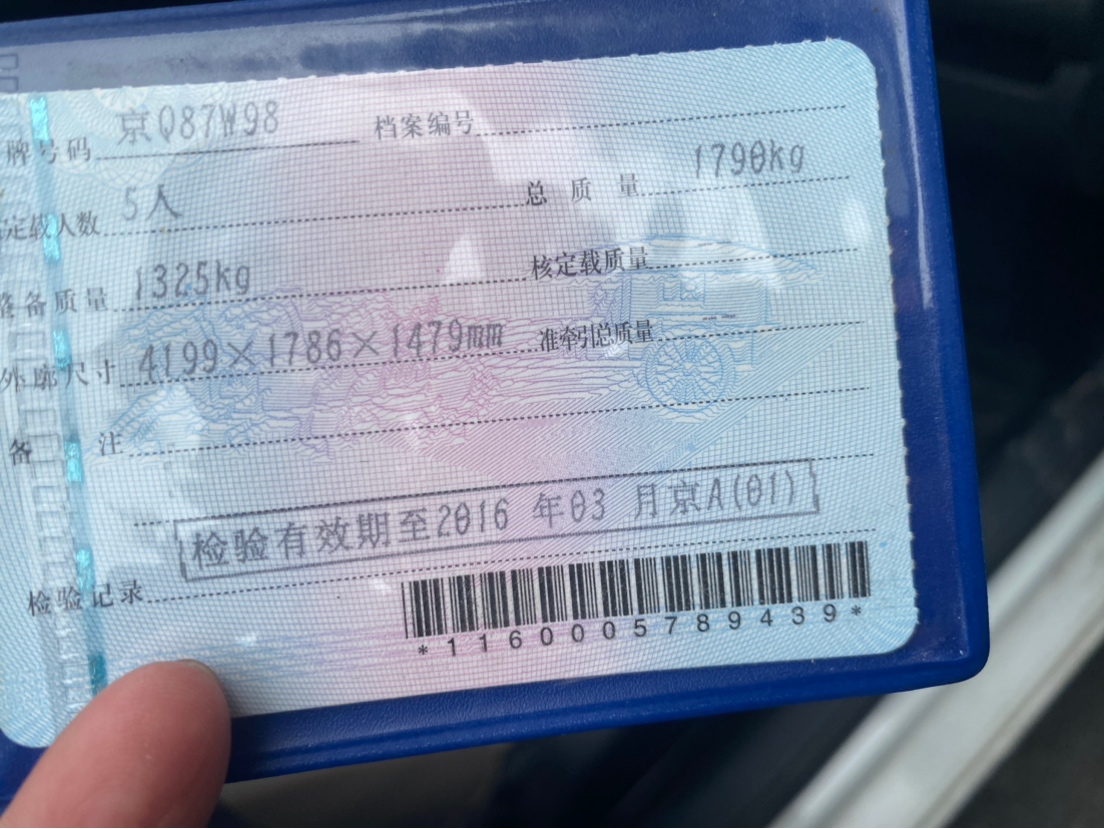 牌号码 京Q87W98 档案编号
定载人数 5人 总质量 1790kg
整备质量 1325kg 核定载质量
外廓尺寸 4199×1786×1479mm 准牵引总质量
备注
检验有效期至2016年03月京A(01)
检验记录
*1160005789439*